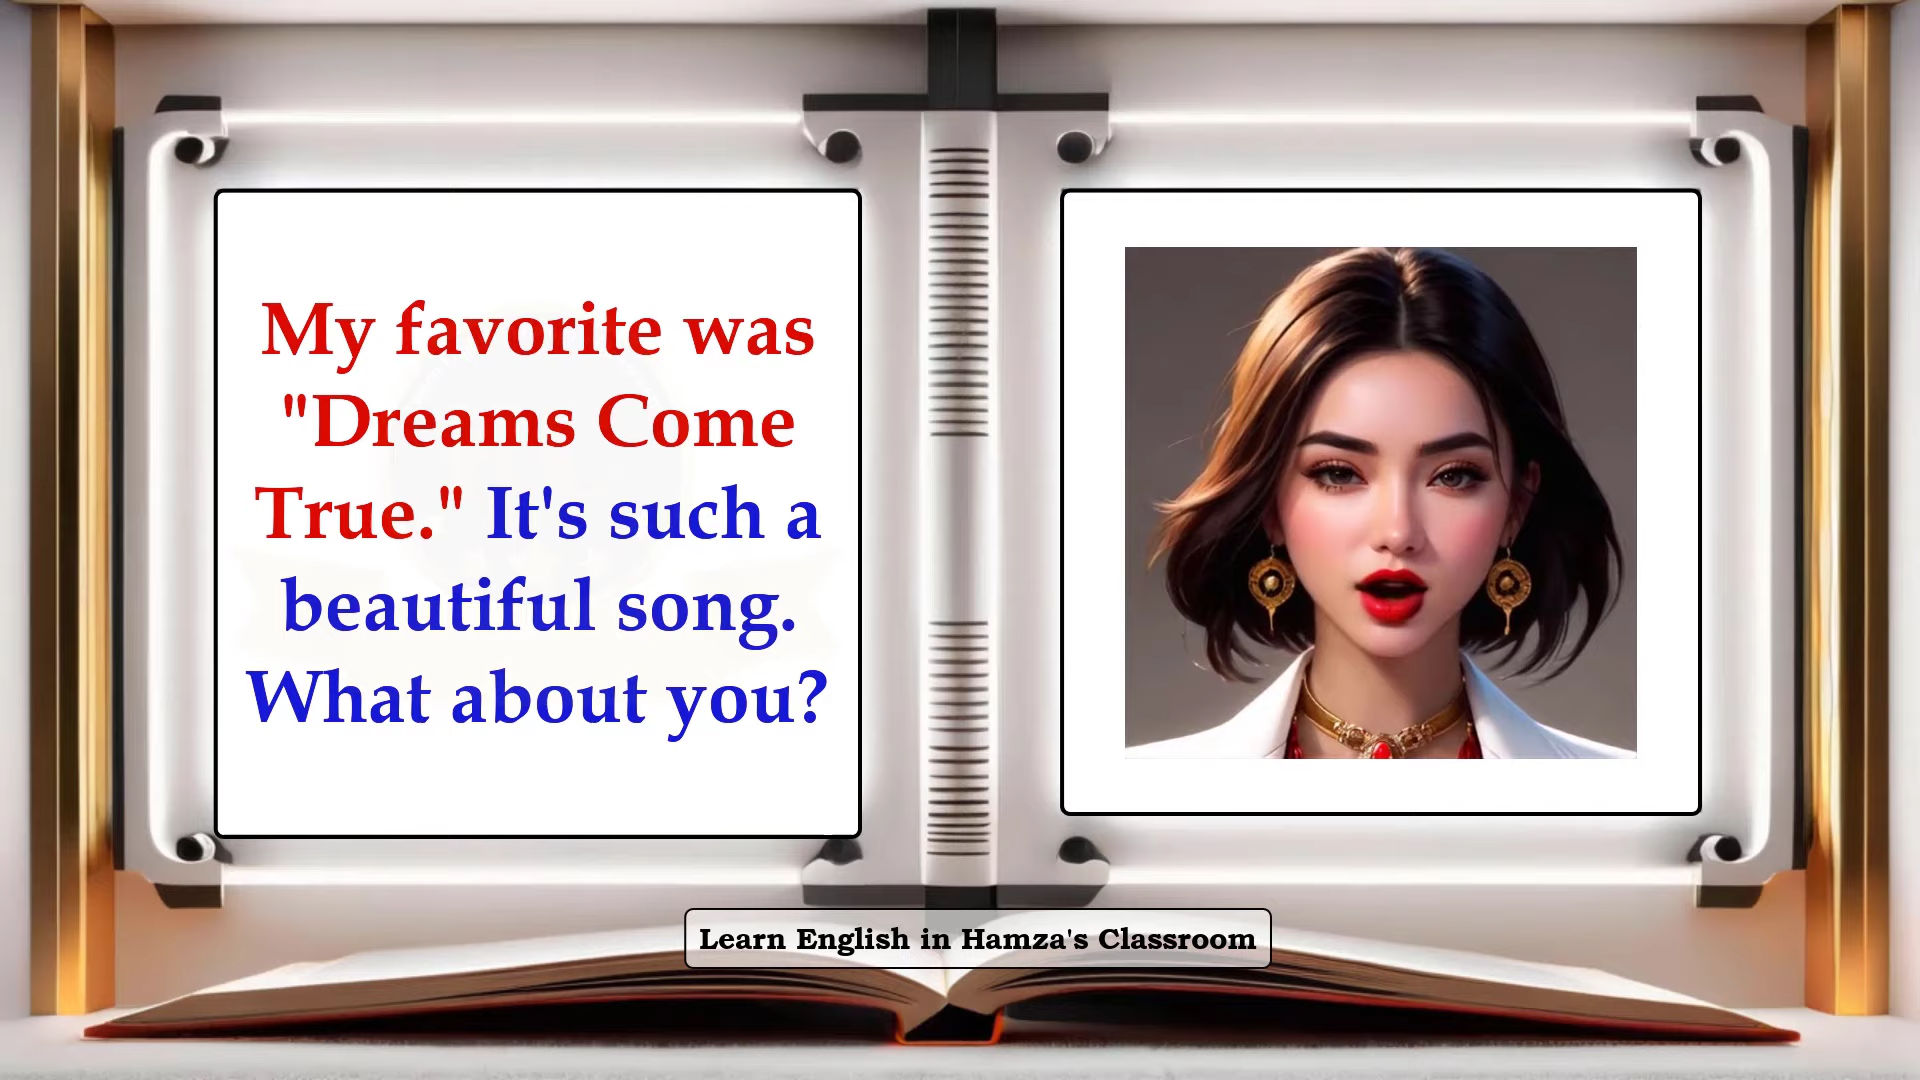 My favorite was
"Dreams Come
True." It's such a
beautiful song.
What about you?
Learn English in Hamza's Classroom